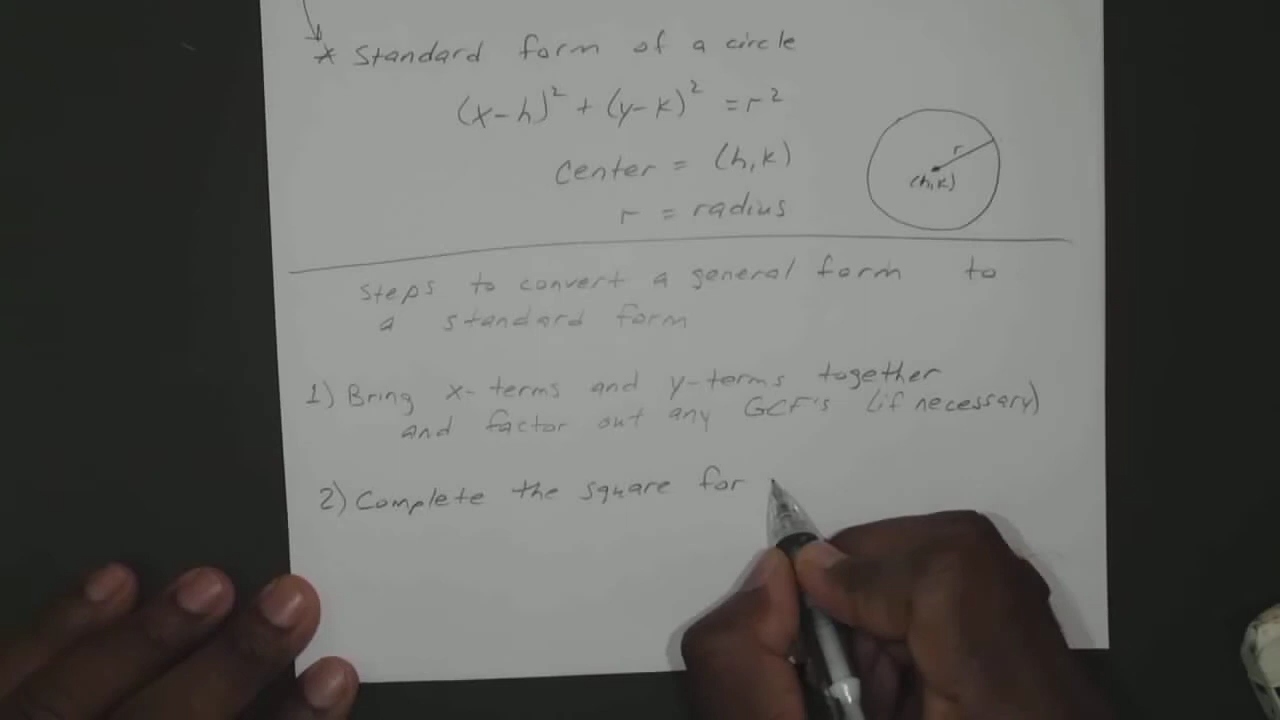 * Standard form of a circle
(x-h)² + (y-k)² = r²
center = (h,k)
r = radius
r
(h,k)
Steps to convert a general form to
a standard form
1) Bring x-terms and y-terms together
and factor out any GCF's (if necessary)
2) Complete the square for